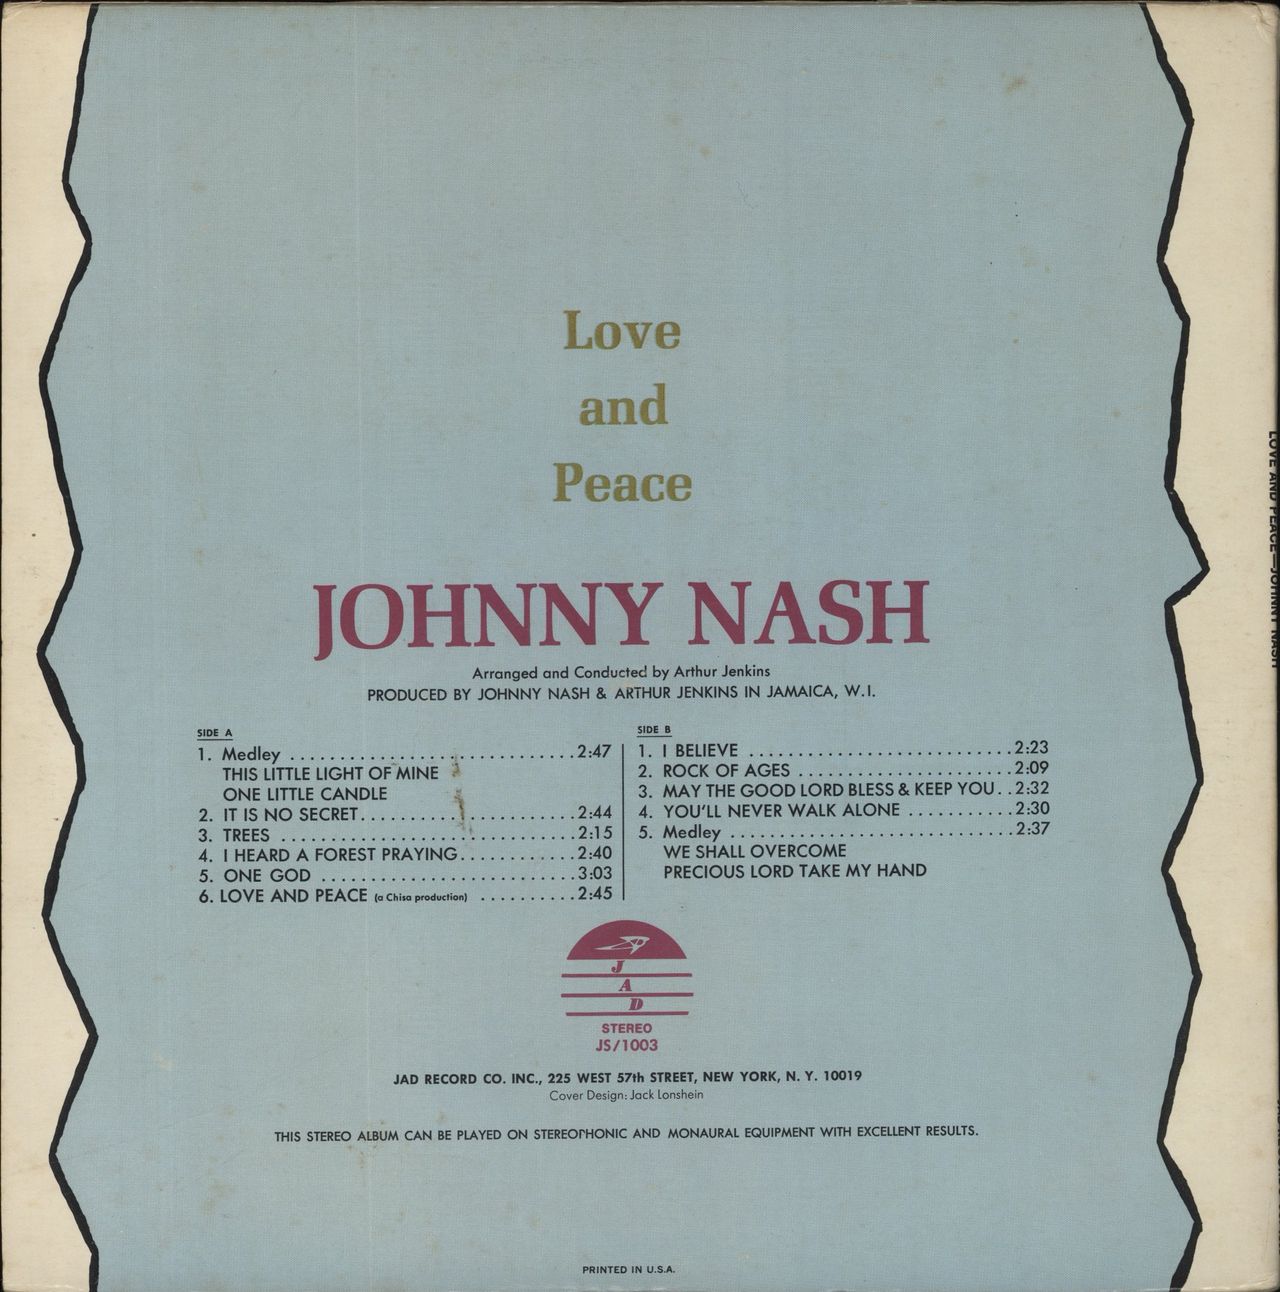 Love
and
Peace
JOHNNY NASH
Arranged and Conducted by Arthur Jenkins
PRODUCED BY JOHNNY NASH & ARTHUR JENKINS IN JAMAICA, W.I.
SIDE A
1. Medley ............................ 2:47
THIS LITTLE LIGHT OF MINE
ONE LITTLE CANDLE
2. IT IS NO SECRET ..................... 2:44
3. TREES ............................. 2:15
4. I HEARD A FOREST PRAYING ............ 2:40
5. ONE GOD ......................... 3:03
6. LOVE AND PEACE (a Chisa production) .......... 2:45
SIDE B
1. I BELIEVE .......................... 2:23
2. ROCK OF AGES ..................... 2:09
3. MAY THE GOOD LORD BLESS & KEEP YOU .. 2:32
4. YOU'LL NEVER WALK ALONE ........... 2:30
5. Medley ............................ 2:37
WE SHALL OVERCOME
PRECIOUS LORD TAKE MY HAND
J
A
D
STEREO
JS/1003
JAD RECORD CO. INC., 225 WEST 57th STREET, NEW YORK, N. Y. 10019
Cover Design: Jack Lonshein
THIS STEREO ALBUM CAN BE PLAYED ON STEREOPHONIC AND MONAURAL EQUIPMENT WITH EXCELLENT RESULTS.
PRINTED IN U.S.A.
LOVE AND PEACE—JOHNNY NASH